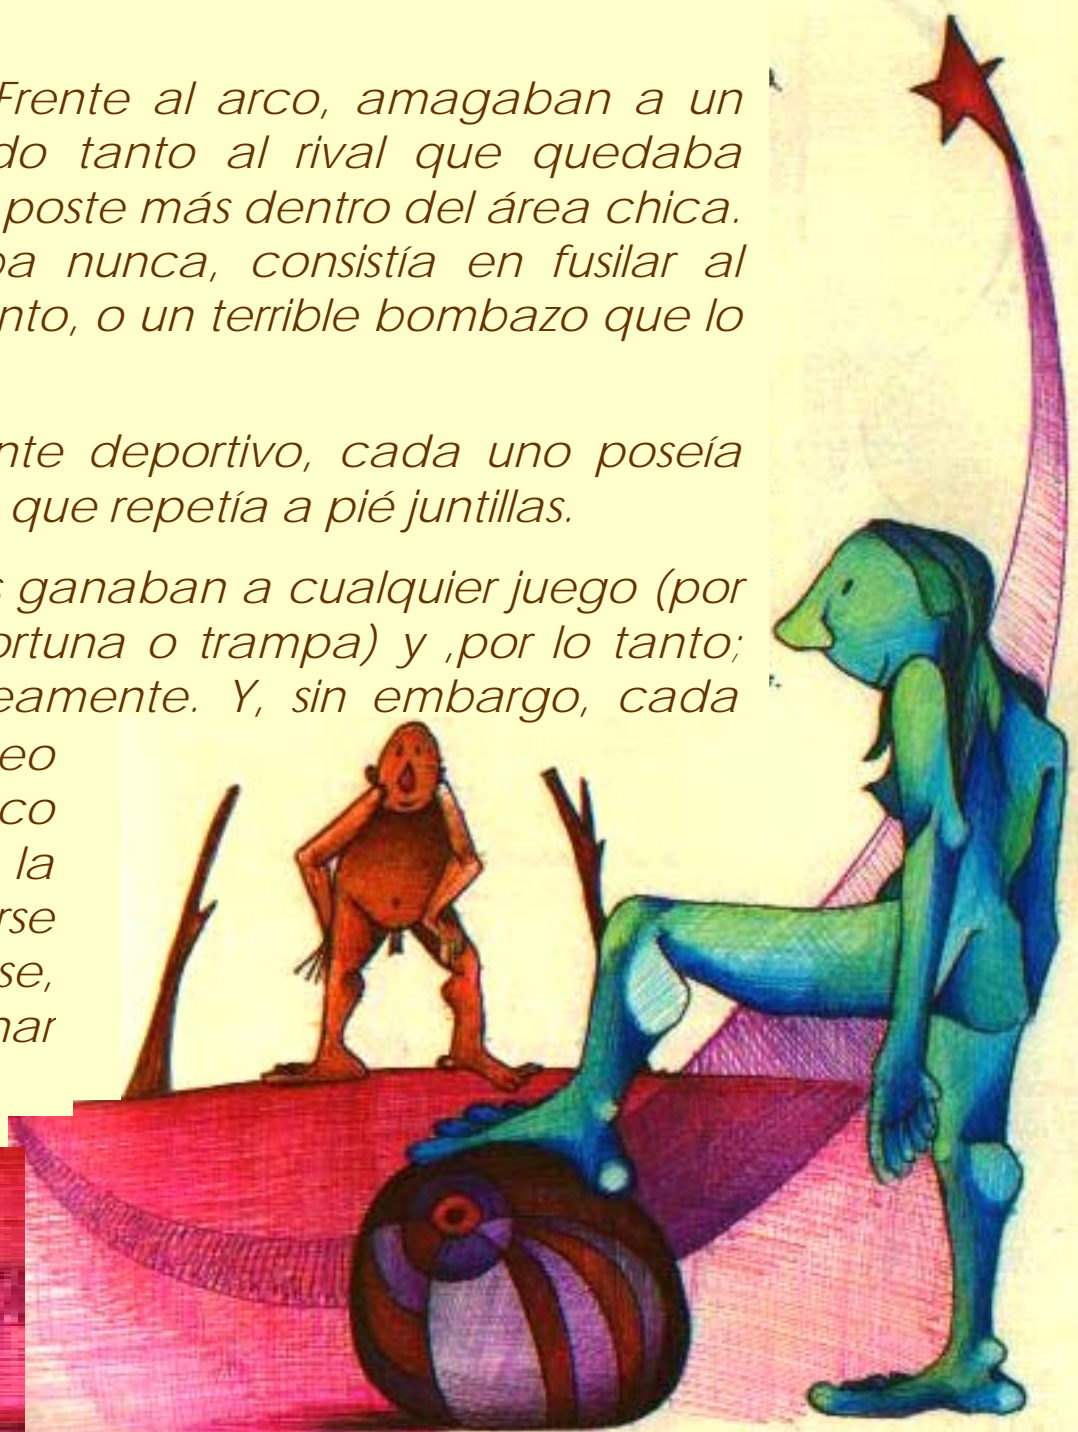 Frente al arco, amagaban a un
do tanto al rival que quedaba
poste más dentro del área chica.
ba nunca, consistía en fusilar al
nto, o un terrible bombazo que lo
nte deportivo, cada uno poseía
que repetía a pié juntillas.
s ganaban a cualquier juego (por
ortuna o trampa) y ,por lo tanto;
eamente. Y, sin embargo, cada
eo
co
la
rse
se,
nar